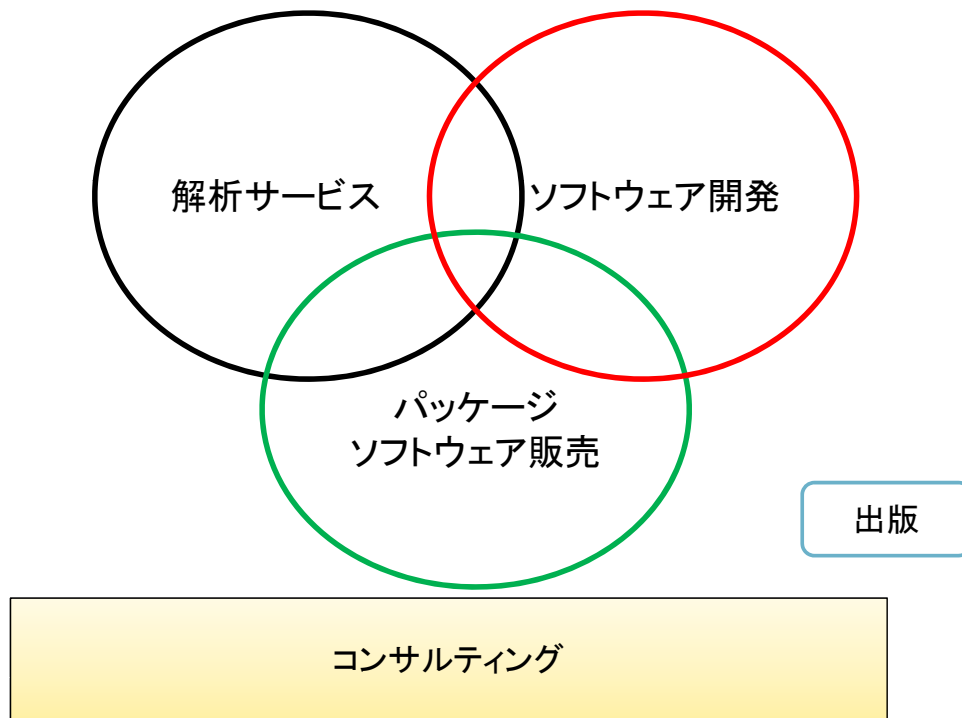 解析サービス
ソフトウェア開発
パッケージ
ソフトウェア販売
出版
コンサルティング